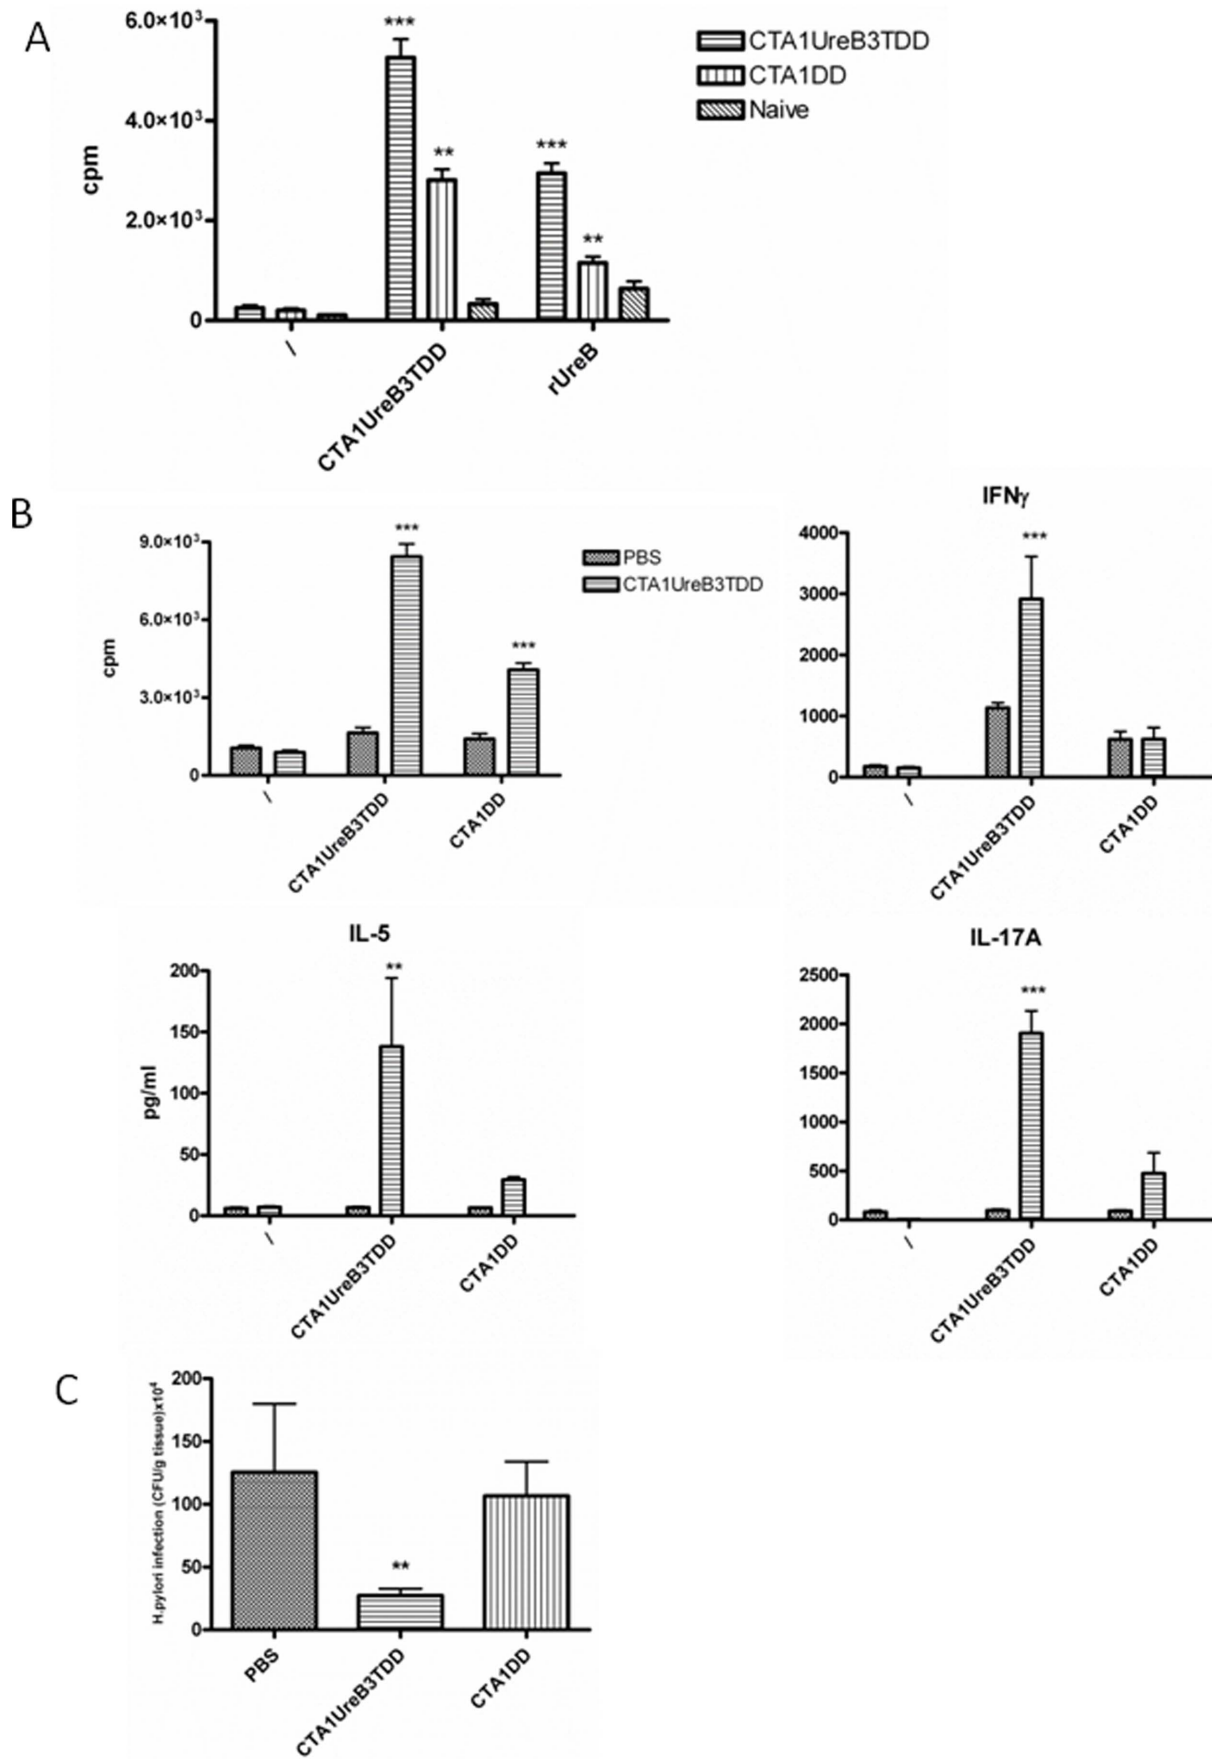 A
6.0×10³
4.0×10³
2.0×10³
0
cpm
***
**
***
**
/
CTA1UreB3TDD
rUreB
CTA1UreB3TDD
CTA1DD
Naive
B
9.0×10³
6.0×10³
3.0×10³
0
cpm
***
***
/
CTA1UreB3TDD
CTA1DD
PBS
CTA1UreB3TDD
IFNγ
4000
3000
2000
1000
0
***
/
CTA1UreB3TDD
CTA1DD
IL-5
200
150
100
50
0
pg/ml
**
/
CTA1UreB3TDD
CTA1DD
IL-17A
2500
2000
1500
1000
500
0
***
/
CTA1UreB3TDD
CTA1DD
C
200
150
100
50
0
H.pylori infection (CFU/g tissue)x10⁴
**
PBS
CTA1UreB3TDD
CTA1DD